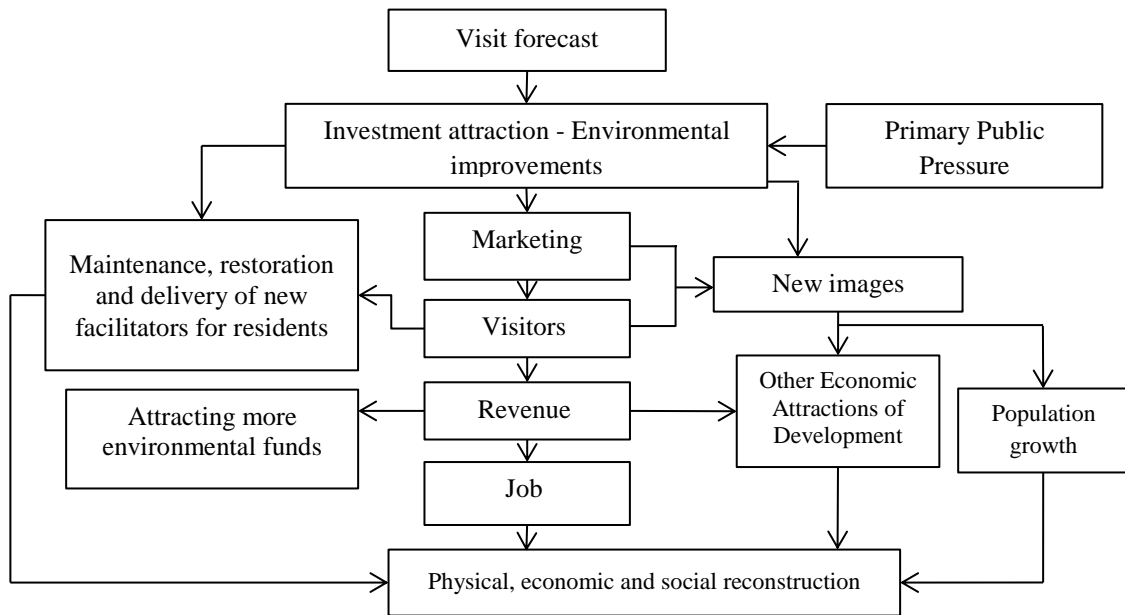 Visit forecast
Investment attraction - Environmental
improvements
Primary Public
Pressure
Marketing
Maintenance, restoration
and delivery of new
facilitators for residents
New images
Visitors
Other Economic
Attractions of
Development
Attracting more
environmental funds
Revenue
Population
growth
Job
Physical, economic and social reconstruction